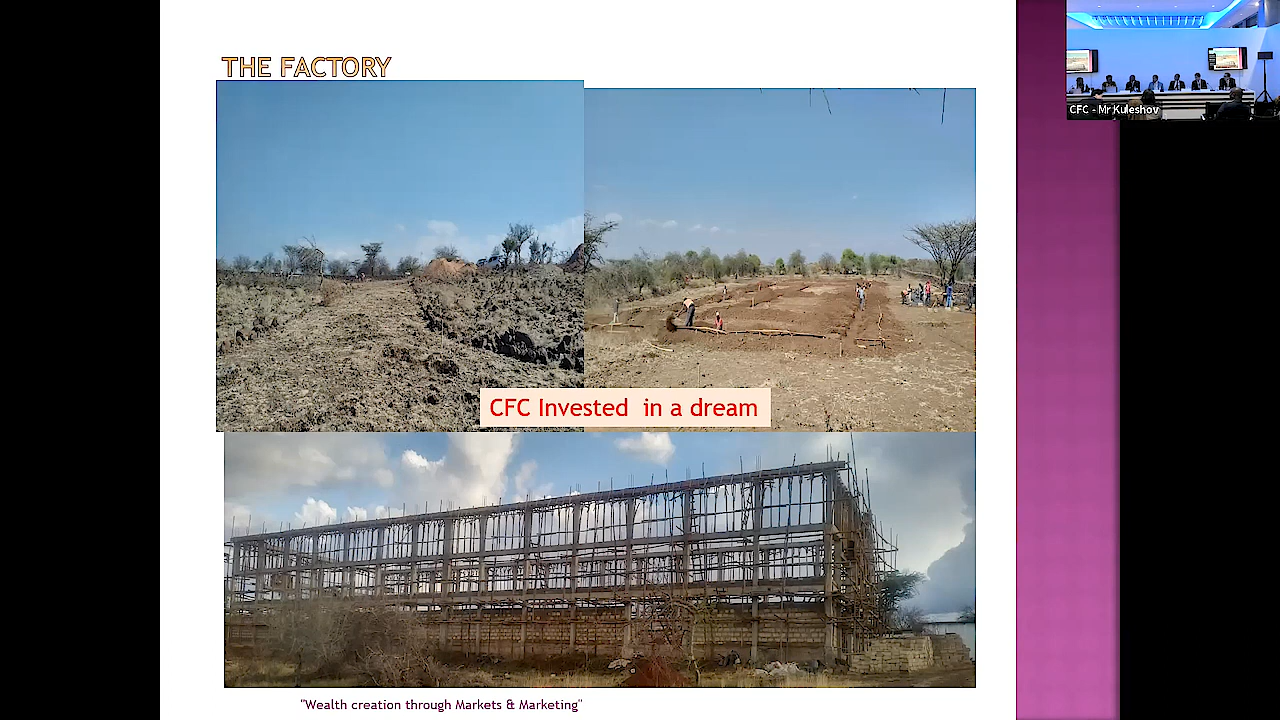 THE FACTORY
CFC - Mr Kuleshov
CFC Invested in a dream
"Wealth creation through Markets & Marketing"